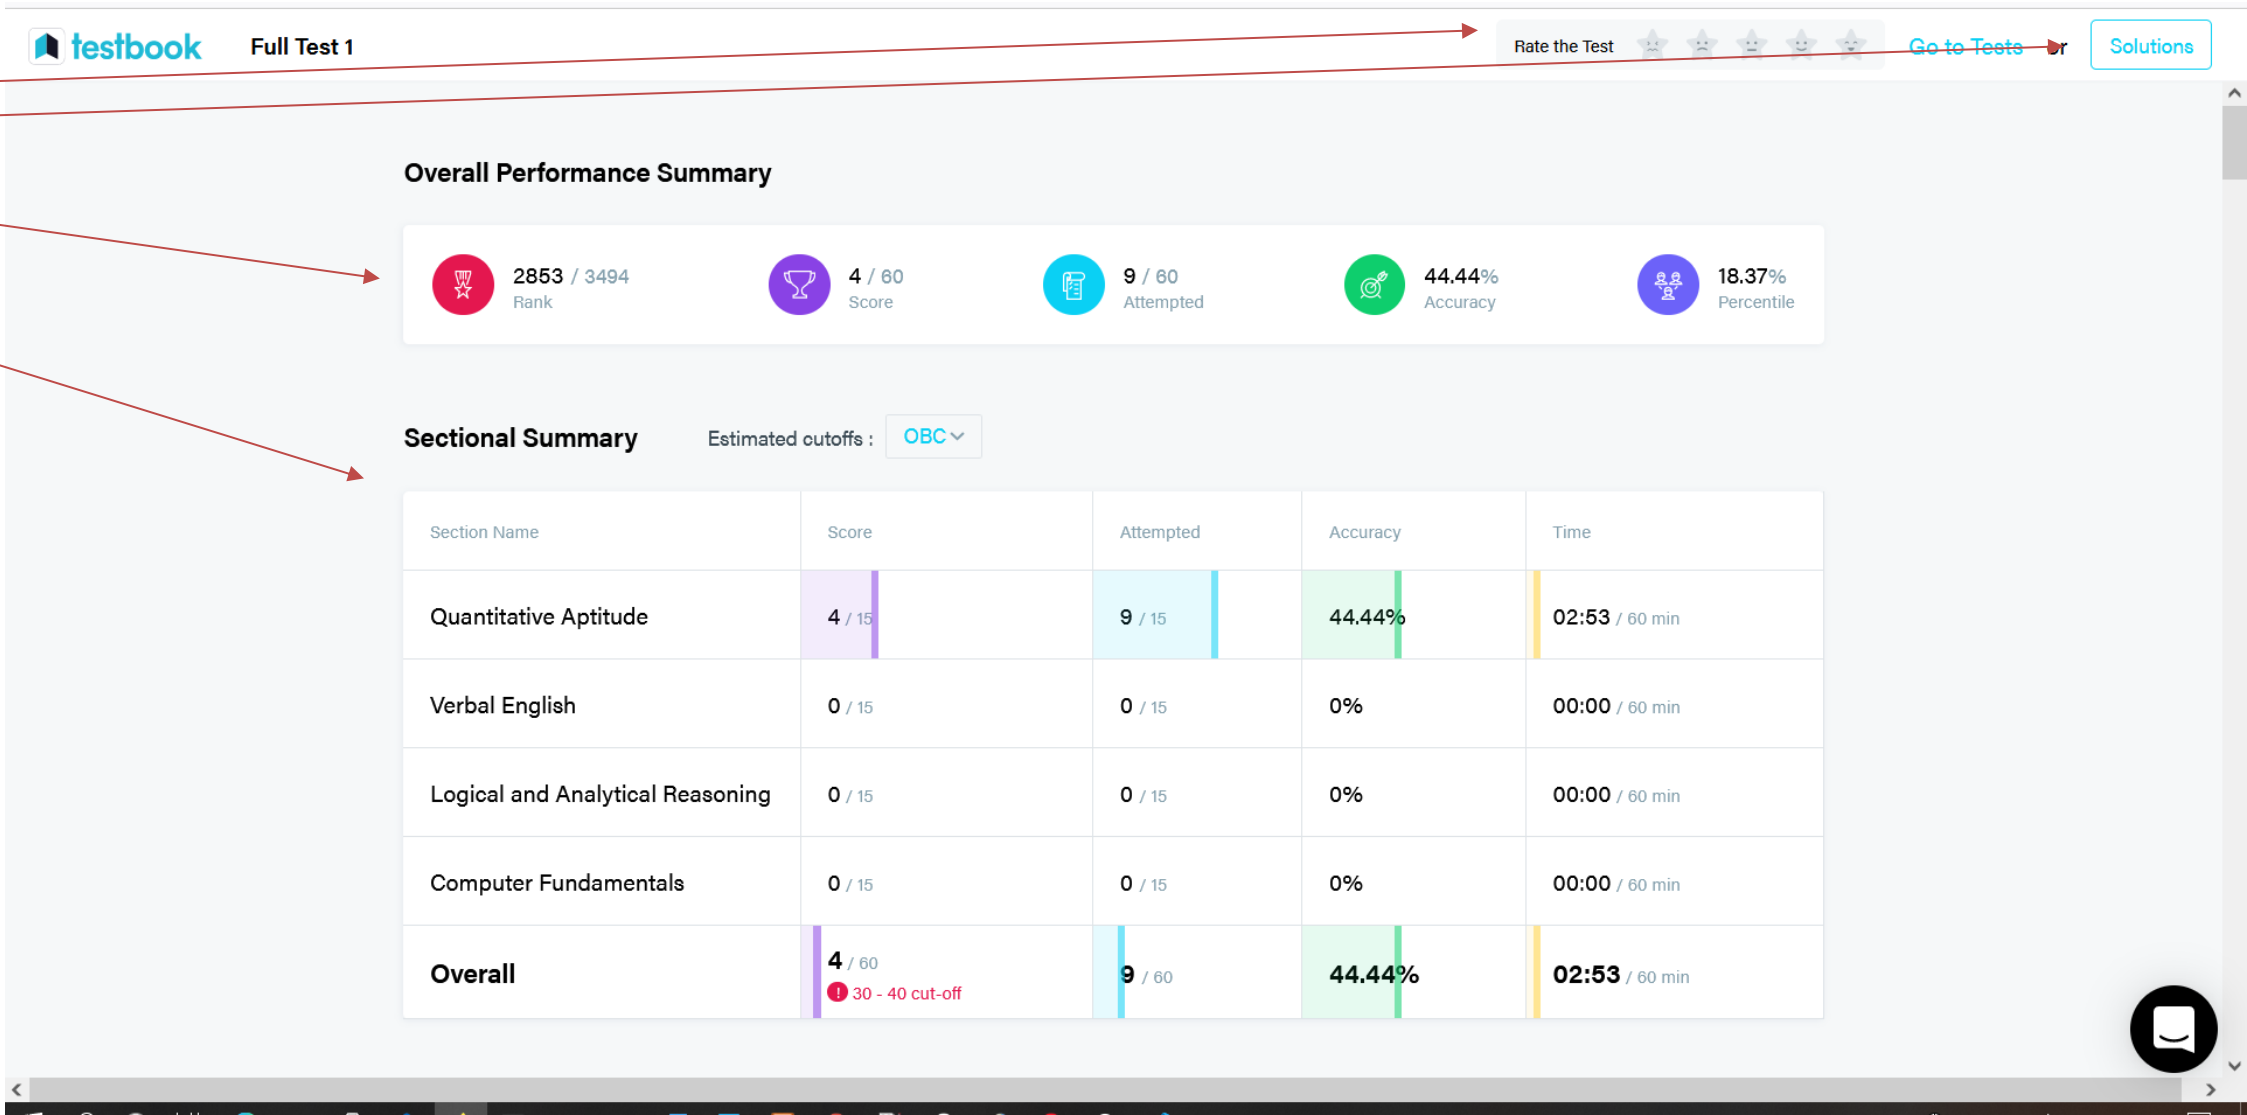 testbook Full Test 1 Rate the Test Go to Tests or Solutions
Overall Performance Summary
2853 / 3494 4 / 60 9 / 60 44.44% 18.37%
Rank Score Attempted Accuracy Percentile
Sectional Summary Estimated cutoffs : OBC
Section Name Score Attempted Accuracy Time
Quantitative Aptitude 4 / 15 9 / 15 44.44% 02:53 / 60 min
Verbal English 0 / 15 0 / 15 0% 00:00 / 60 min
Logical and Analytical Reasoning 0 / 15 0 / 15 0% 00:00 / 60 min
Computer Fundamentals 0 / 15 0 / 15 0% 00:00 / 60 min
Overall 4 / 60 9 / 60 44.44% 02:53 / 60 min
30 - 40 cut-off